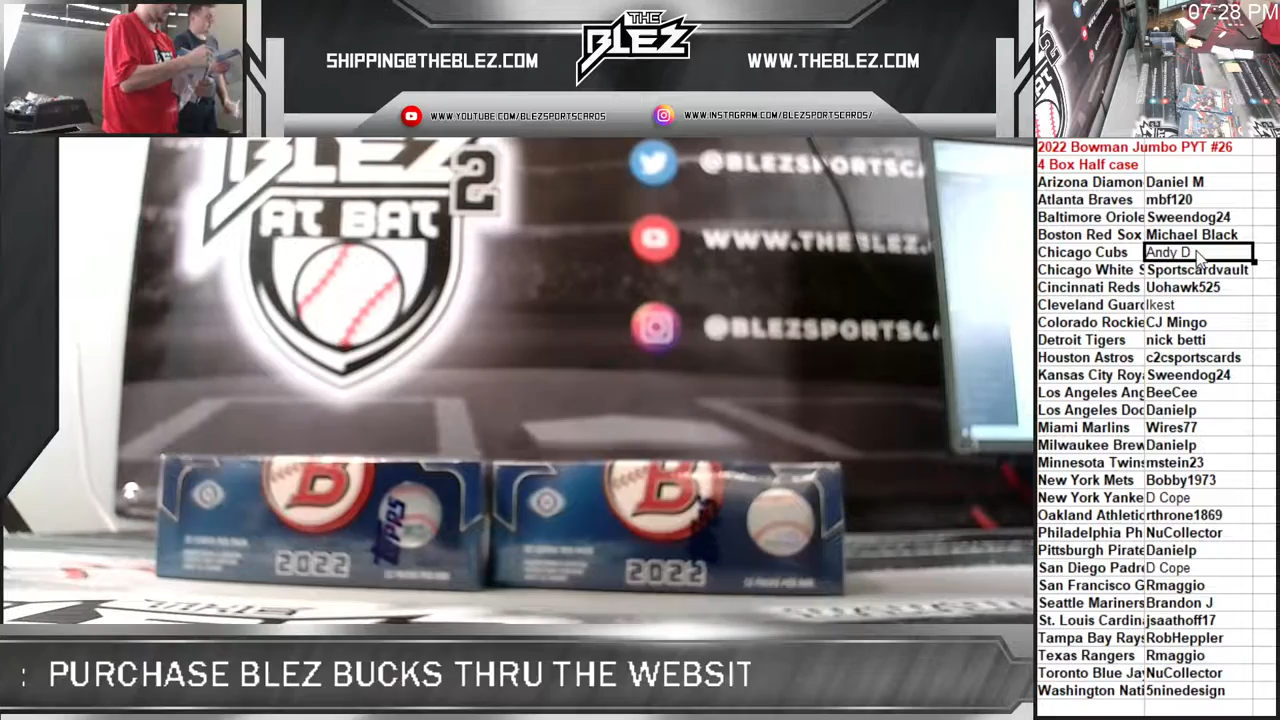 07:28 PM
THE
BLEZ
SHIPPING@THEBLEZ.COM
WWW.THEBLEZ.COM
WWW.YOUTUBE.COM/BLEZSPORTSCARDS
WWW.INSTAGRAM.COM/BLEZSPORTSCARDS/
BLEZ 2
AT BAT
@BLEZSPORTSCA
WWW.THEBLEZ.
@BLEZSPORTSCA
B
TOPPS
2022
B
2022
: PURCHASE BLEZ BUCKS THRU THE WEBSIT
2022 Bowman Jumbo PYT #26
4 Box Half case
Arizona Diamon Daniel M
Atlanta Braves mbf120
Baltimore Oriole Sweendog24
Boston Red Sox Michael Black
Chicago Cubs Andy D
Chicago White S Sportscardvault
Cincinnati Reds Uohawk525
Cleveland Guar Ikest
Colorado Rockie CJ Mingo
Detroit Tigers nick betti
Houston Astros c2csportscards
Kansas City Roy Sweendog24
Los Angeles Ang BeeCee
Los Angeles Doc Danielp
Miami Marlins Wires77
Milwaukee Brew Danielp
Minnesota Twins mstein23
New York Mets Bobby1973
New York Yanke D Cope
Oakland Athletic rthrone1869
Philadelphia Ph NuCollector
Pittsburgh Pirate Danielp
San Diego Padre D Cope
San Francisco G Rmaggio
Seattle Mariners Brandon J
St. Louis Cardin jsaathoff17
Tampa Bay Rays RobHeppler
Texas Rangers Rmaggio
Toronto Blue Ja NuCollector
Washington Nati 5ninedesign